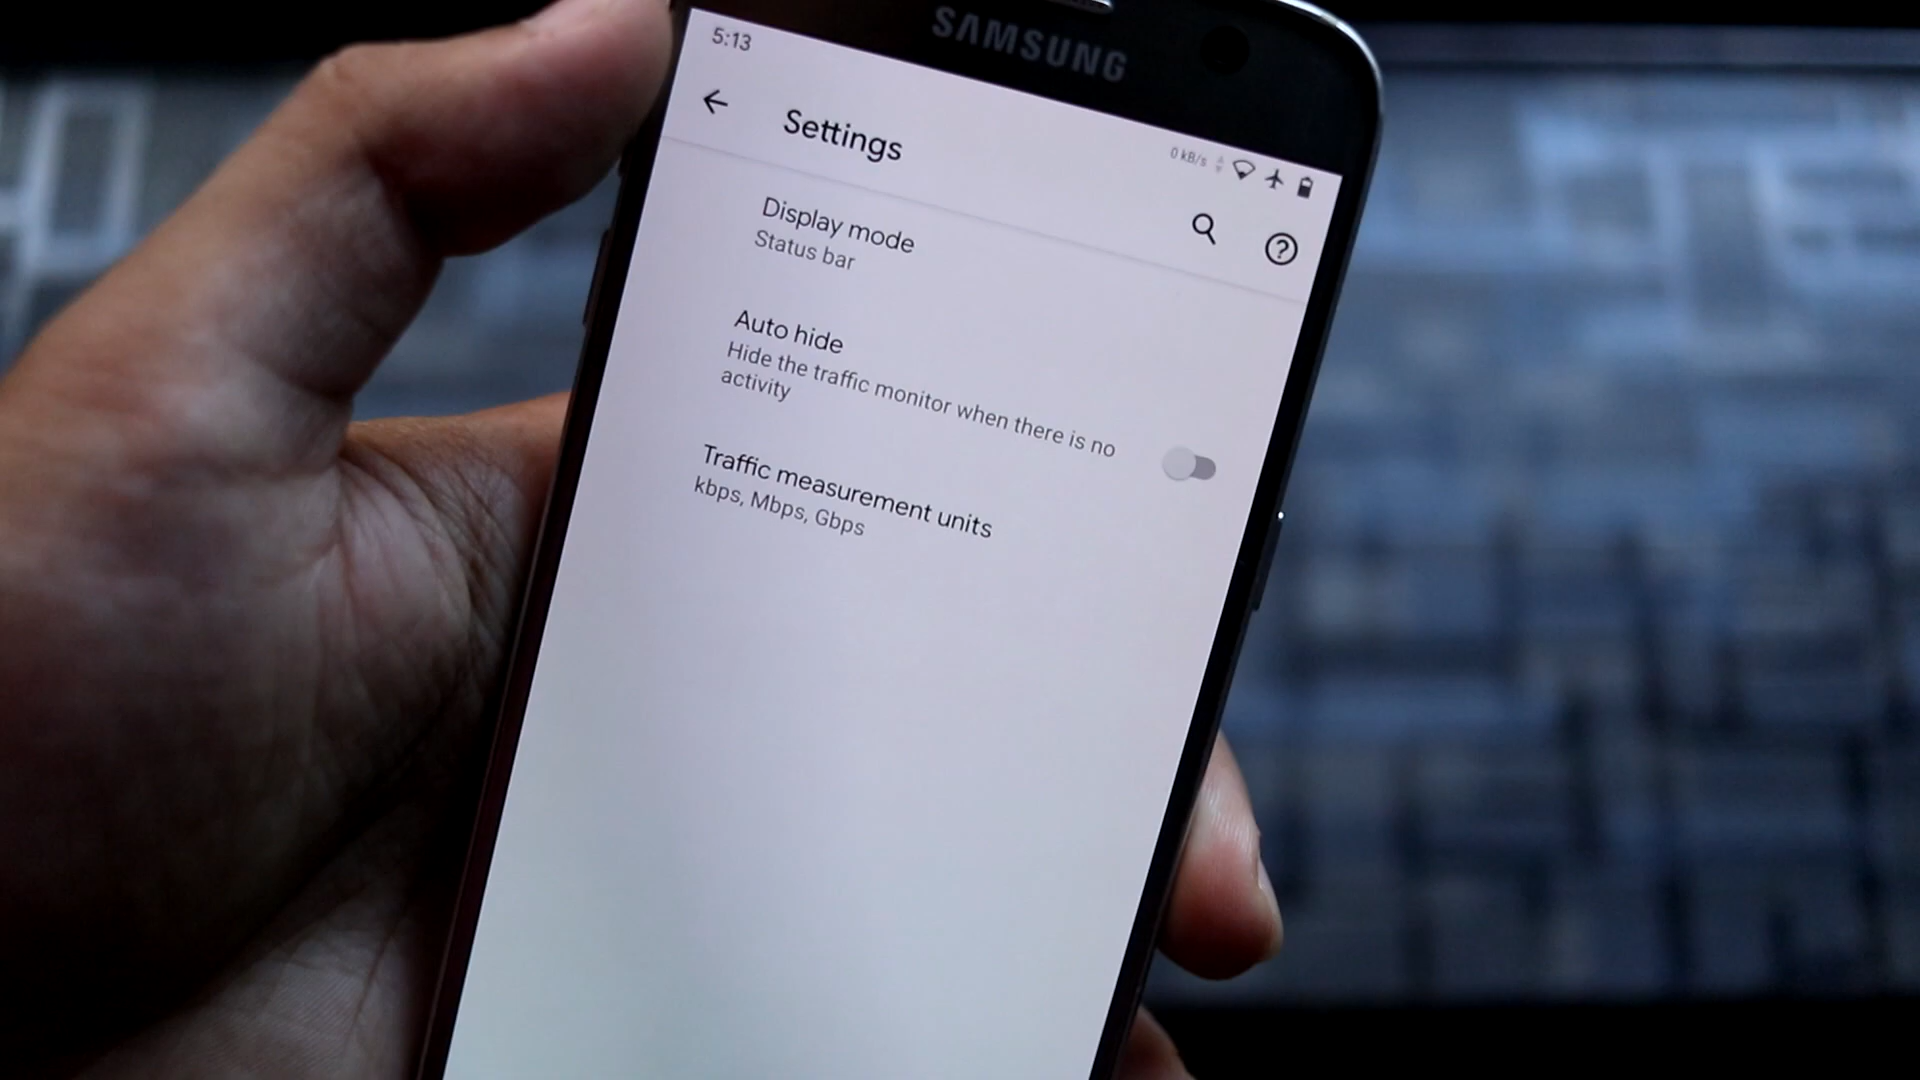 SAMSUNG
5:13
0 kB/s
Settings
Display mode
Status bar
Auto hide
Hide the traffic monitor when there is no
activity
Traffic measurement units
kbps, Mbps, Gbps